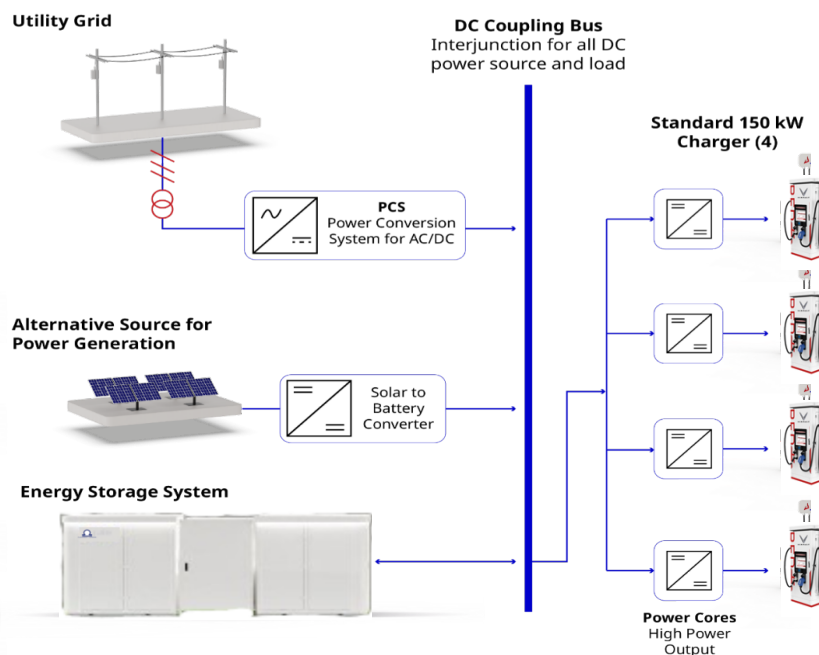 Utility Grid
DC Coupling Bus
Interjunction for all DC
power source and load
Standard 150 kW
Charger (4)
PCS
Power Conversion
System for AC/DC
Alternative Source for
Power Generation
Solar to
Battery
Converter
Energy Storage System
Power Cores
High Power
Output